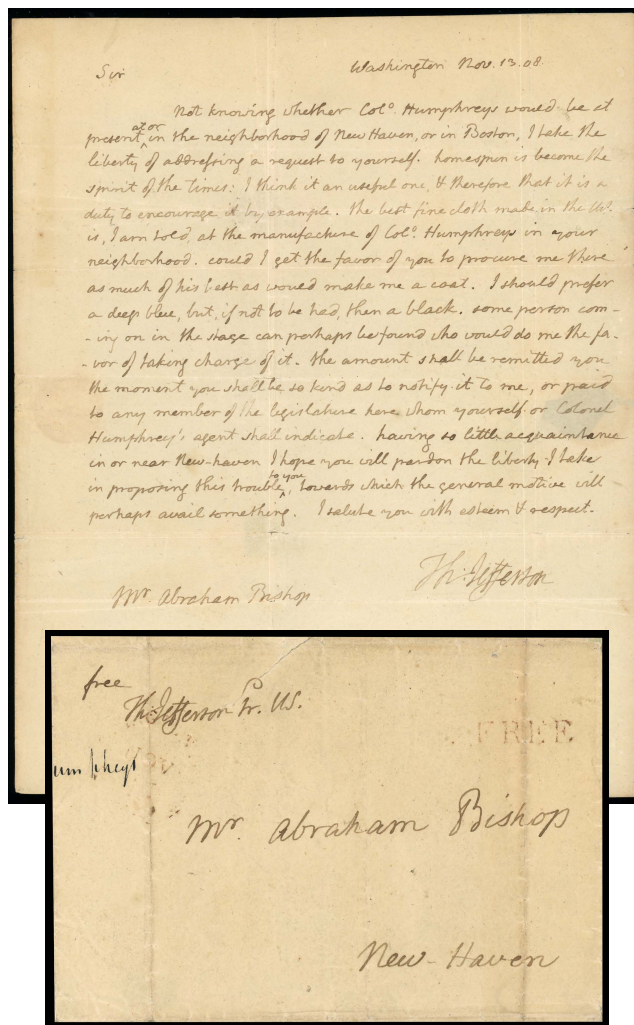 Washington Nov. 13. 08.
Sir
Not knowing whether Colo. Humphreys would be at
present, at or in the neighborhood of New Haven, or in Boston, I take the
liberty of addressing a request to yourself. homespun is become the
spirit of the times: I think it an useful one, & therefore that it is a
duty to encourage it by example. the best fine cloth made in the US.
is, I am told, at the manufacture of Colo. Humphreys in your
neighborhood. could I get the favor of you to procure me there
as much of his best as would make me a coat. I should prefer
a deep blue, but, if not to be had, then a black. some person com-
-ing on in the stage can perhaps be found who would do me the fa-
-vor of taking charge of it. the amount shall be remitted you
the moment you shall be so kind as to notify it to me, or paid
to any member of the legislature here whom yourself or Colonel
Humphrey's agent shall indicate. having so little acquaintance
in or near New-haven I hope you will pardon the liberty I take
in proposing this trouble to you, towards which the general motive will
perhaps avail something. I salute you with esteem & respect.
Th: Jefferson
Mr. Abraham Bishop
free
Th: Jefferson Pr. US.
FREE
um phreys
Mr. Abraham Bishop
New-Haven